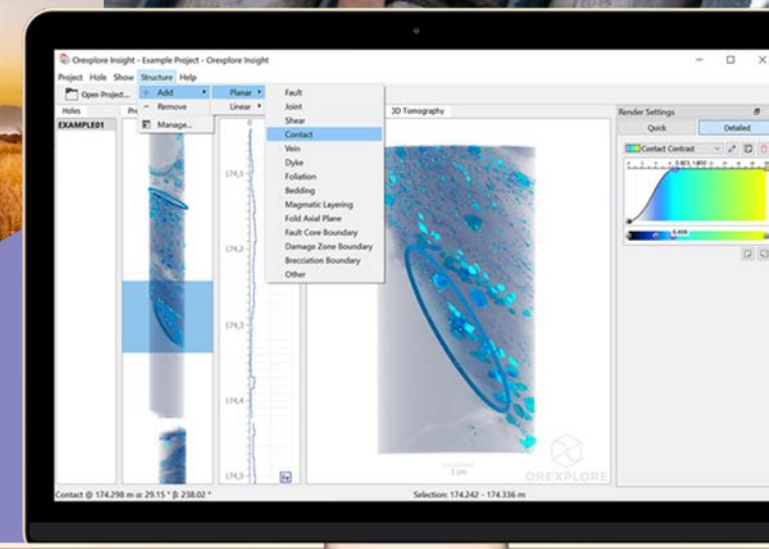 Orexplore Insight - Example Project - Orexplore Insight
Project Hole Show Structure Help
Open Project...
+ Add
Planar
Fault
Holes
− Remove
Linear
Joint
3D Tomography
Render Settings
EXAMPLE01
Manage...
0
Shear
Quick
Detailed
Contact
Contact Contrast
Vein
Dyke
174,1
Foliation
Bedding
Magmatic Layering
Fold Axial Plane
Fault Core Boundary
174,2
Damage Zone Boundary
Brecciation Boundary
Other
174,3
174,4
1 cm
174,5
Fe
OREXPLORE
Contact @ 174.298 m α: 29.15 ° β: 238.02 °
Selection: 174.242 - 174.336 m